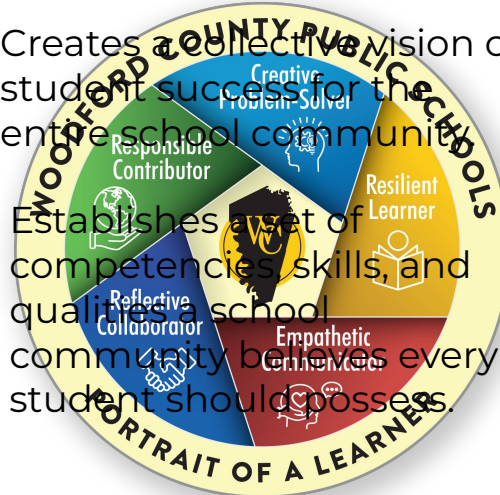 Creates a collective vision o
student success for the
entire school community
Establishes a set of
competencies, skills, and
qualities a school
community believes every
student should possess.
WOODFORD COUNTY PUBLIC SCHOOLS
Creative
Problem-Solver
Responsible
Contributor
Resilient
Learner
WC
Reflective
Collaborator
Empathetic
Communicator
PORTRAIT OF A LEARNER